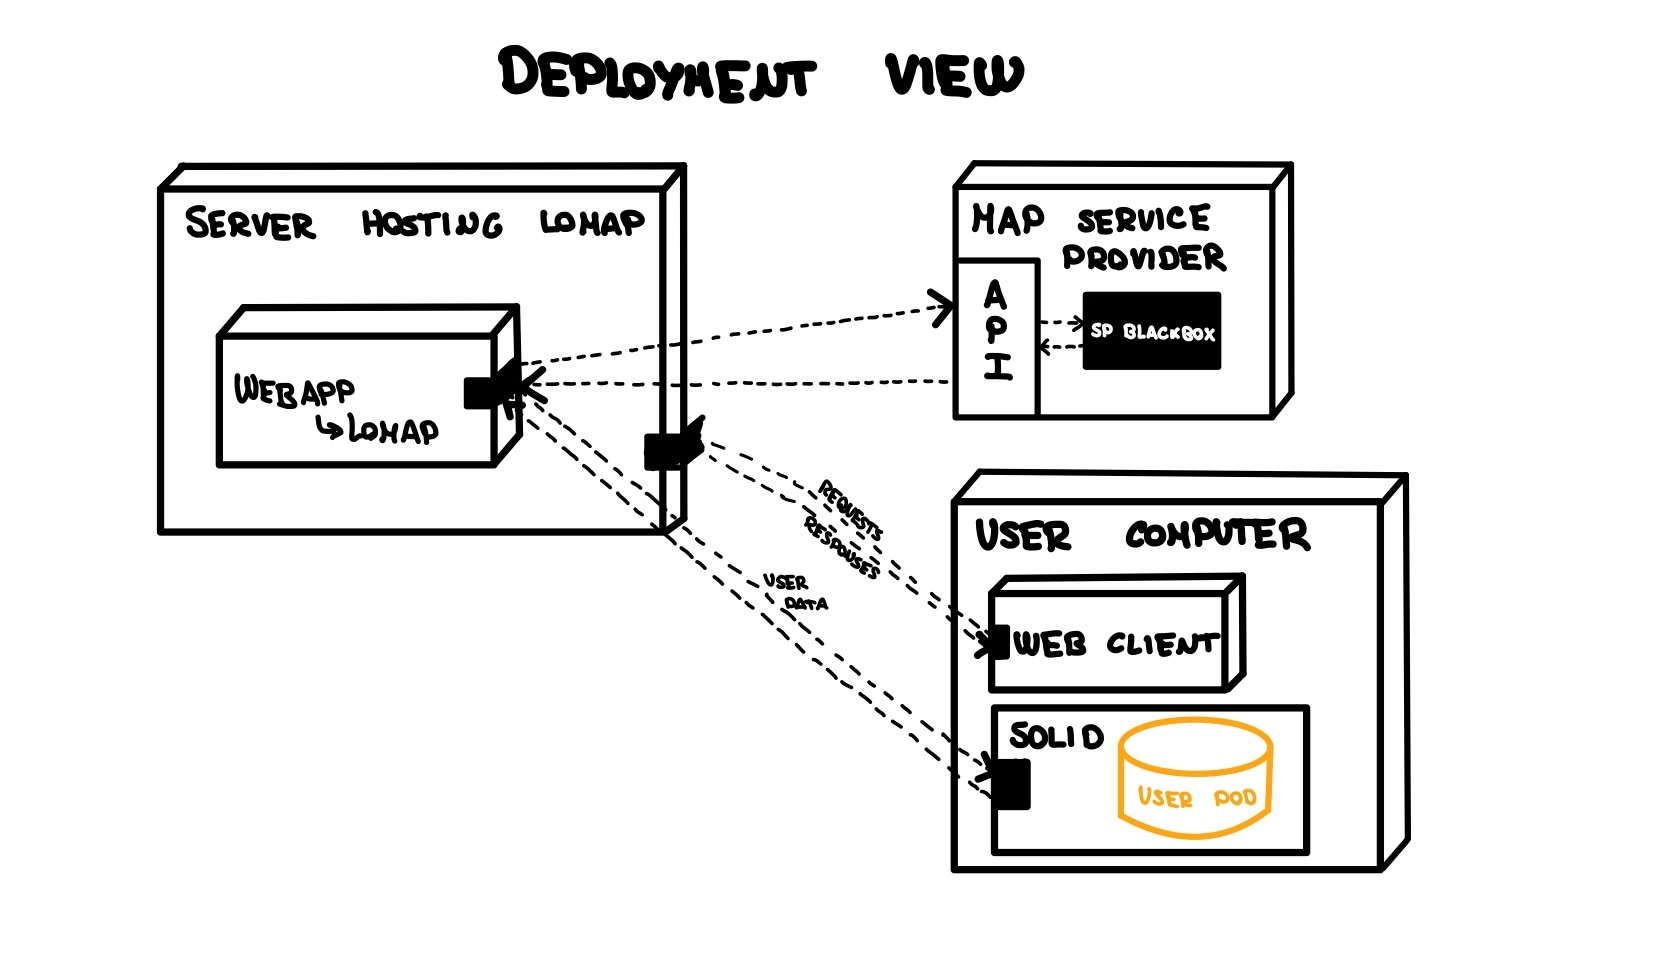 DEPLOYMENT VIEW
SERVER HOSTING LOMAP
WEBAPP
LOMAP
MAP SERVICE
PROVIDER
API
SP BLACKBOX
REQUESTS
RESPONSES
USER
DATA
USER COMPUTER
WEB CLIENT
SOLID
USER POD